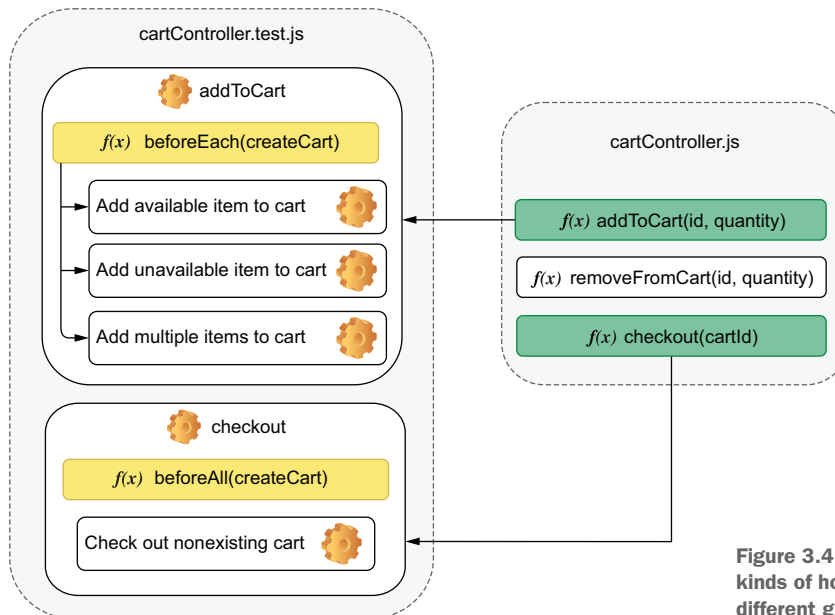 cartController.test.js
addToCart
f(x) beforeEach(createCart)
Add available item to cart
Add unavailable item to cart
Add multiple items to cart
checkout
f(x) beforeAll(createCart)
Check out nonexisting cart
cartController.js
f(x) addToCart(id, quantity)
f(x) removeFromCart(id, quantity)
f(x) checkout(cartId)
Figure 3.4
kinds of ho
different g